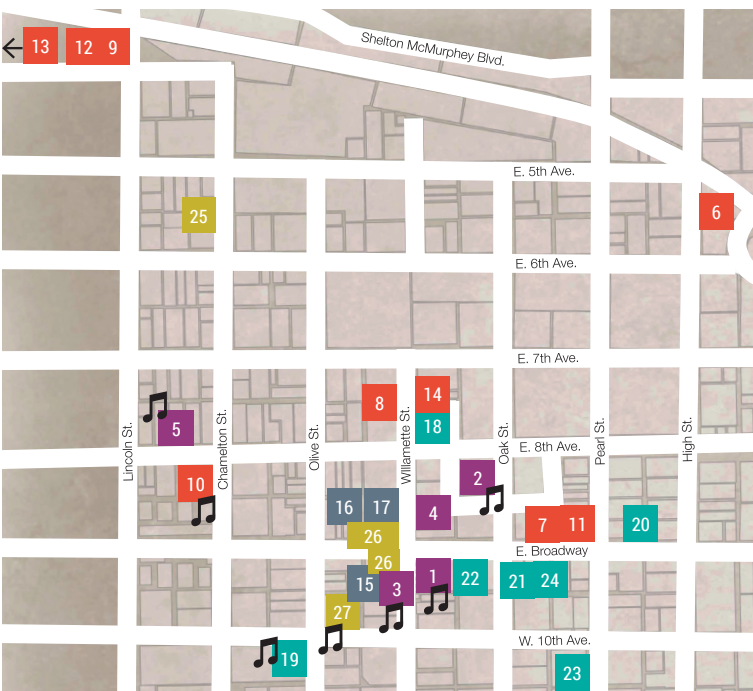 13 12 9
Shelton McMurphey Blvd.
E. 5th Ave.
25
6
E. 6th Ave.
E. 7th Ave.
8
14
18
5
Lincoln St.
Charnelton St.
Olive St.
Willamette St.
Oak St.
Pearl St.
High St.
E. 8th Ave.
10
2
16 17
4
7 11
20
26
E. Broadway
26
15
3
1
22
21 24
27
W. 10th Ave.
19
23